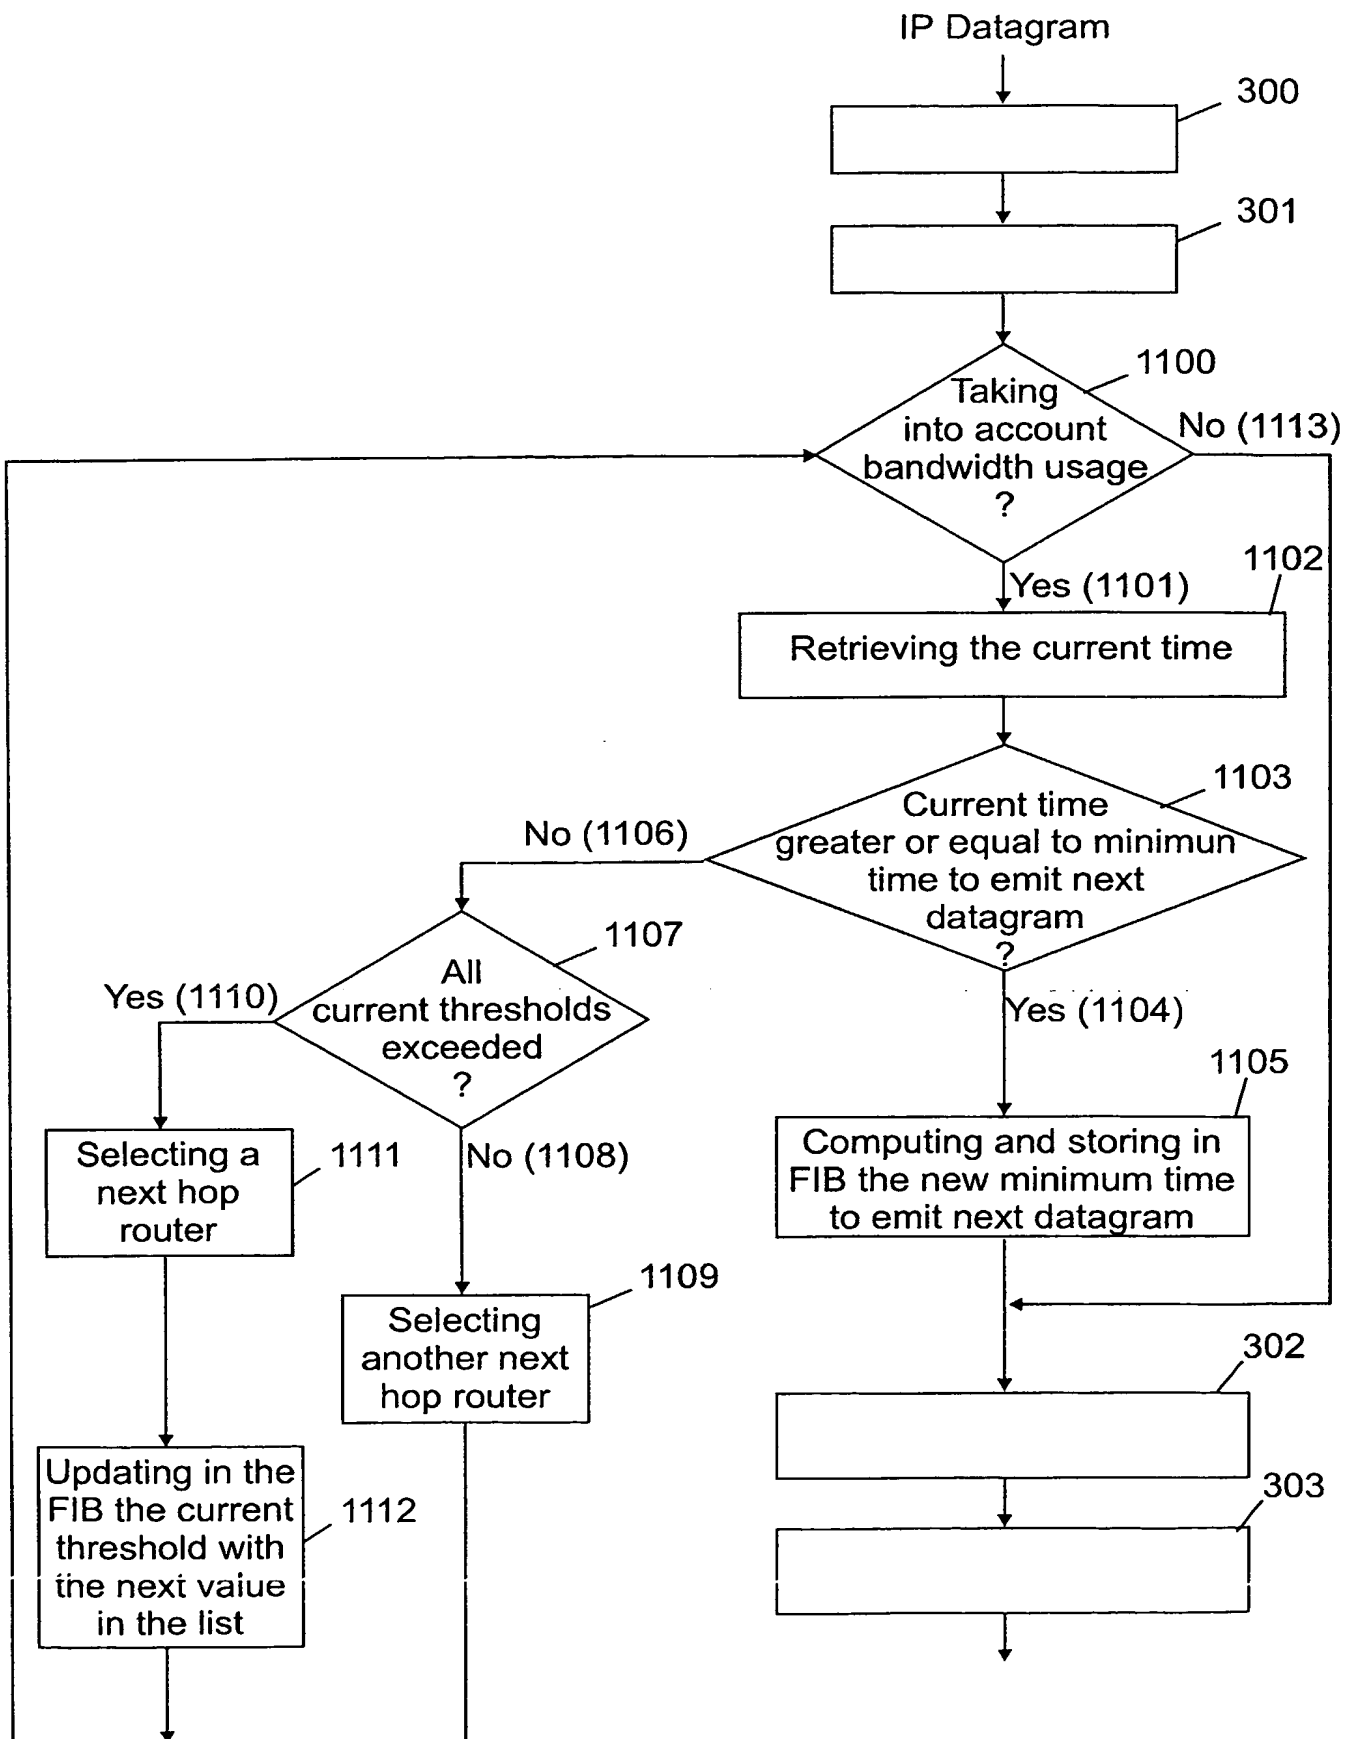 IP Datagram
300
301
1100
Taking
into account
bandwidth usage
?
No (1113)
Yes (1101)
1102
Retrieving the current time
1103
Current time
greater or equal to minimun
time to emit next
datagram
?
No (1106)
1107
All
current thresholds
exceeded
?
Yes (1110)
Yes (1104)
1105
Computing and storing in
FIB the new minimum time
to emit next datagram
Selecting a
next hop
router
1111
No (1108)
1109
Selecting
another next
hop router
302
303
Updating in the
FIB the current
threshold with
the next value
in the list
1112